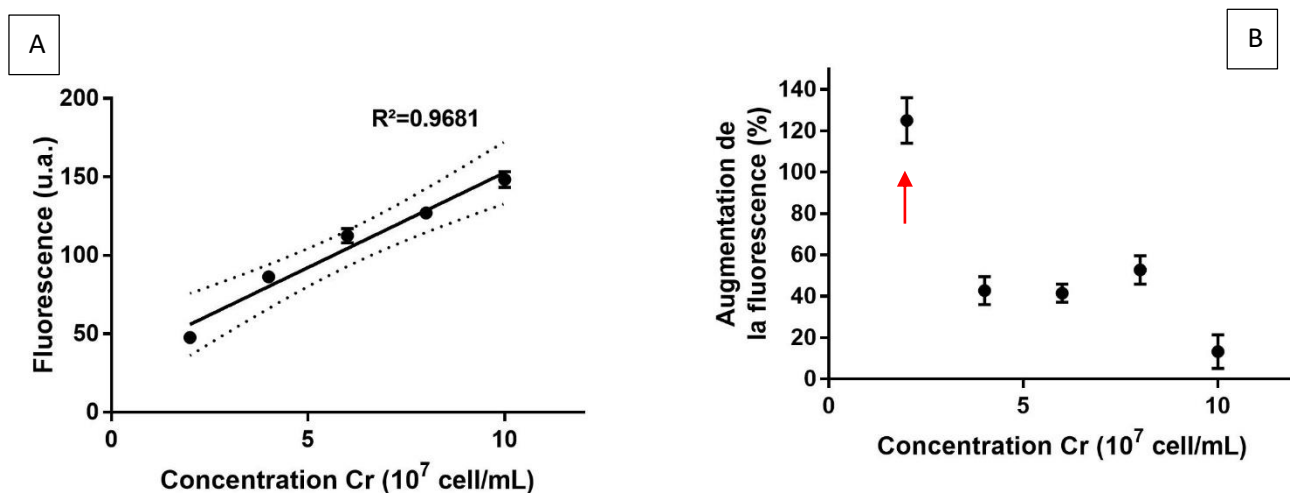 A
200
150
100
50
0
0
5
10
R²=0.9681
Fluorescence (u.a.)
Concentration Cr (10⁷ cell/mL)
B
140
120
100
80
60
40
20
0
0
5
10
Augmentation de
la fluorescence (%)
Concentration Cr (10⁷ cell/mL)